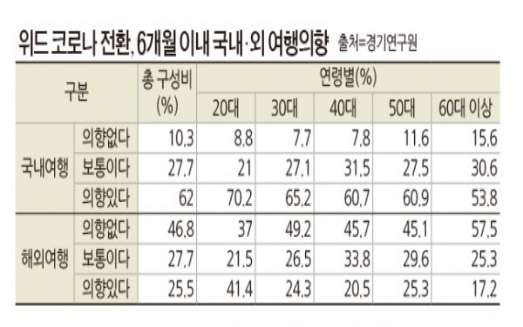 위드 코로나 전환, 6개월 이내 국내·외 여행의향 출처=경기연구원
구분 총 구성비 (%) 연령별(%)
20대 30대 40대 50대 60대 이상
국내여행 의향없다 10.3 8.8 7.7 7.8 11.6 15.6
보통이다 27.7 21 27.1 31.5 27.5 30.6
의향있다 62 70.2 65.2 60.7 60.9 53.8
해외여행 의향없다 46.8 37 49.2 45.7 45.1 57.5
보통이다 27.7 21.5 26.5 33.8 29.6 25.3
의향있다 25.5 41.4 24.3 20.5 25.3 17.2